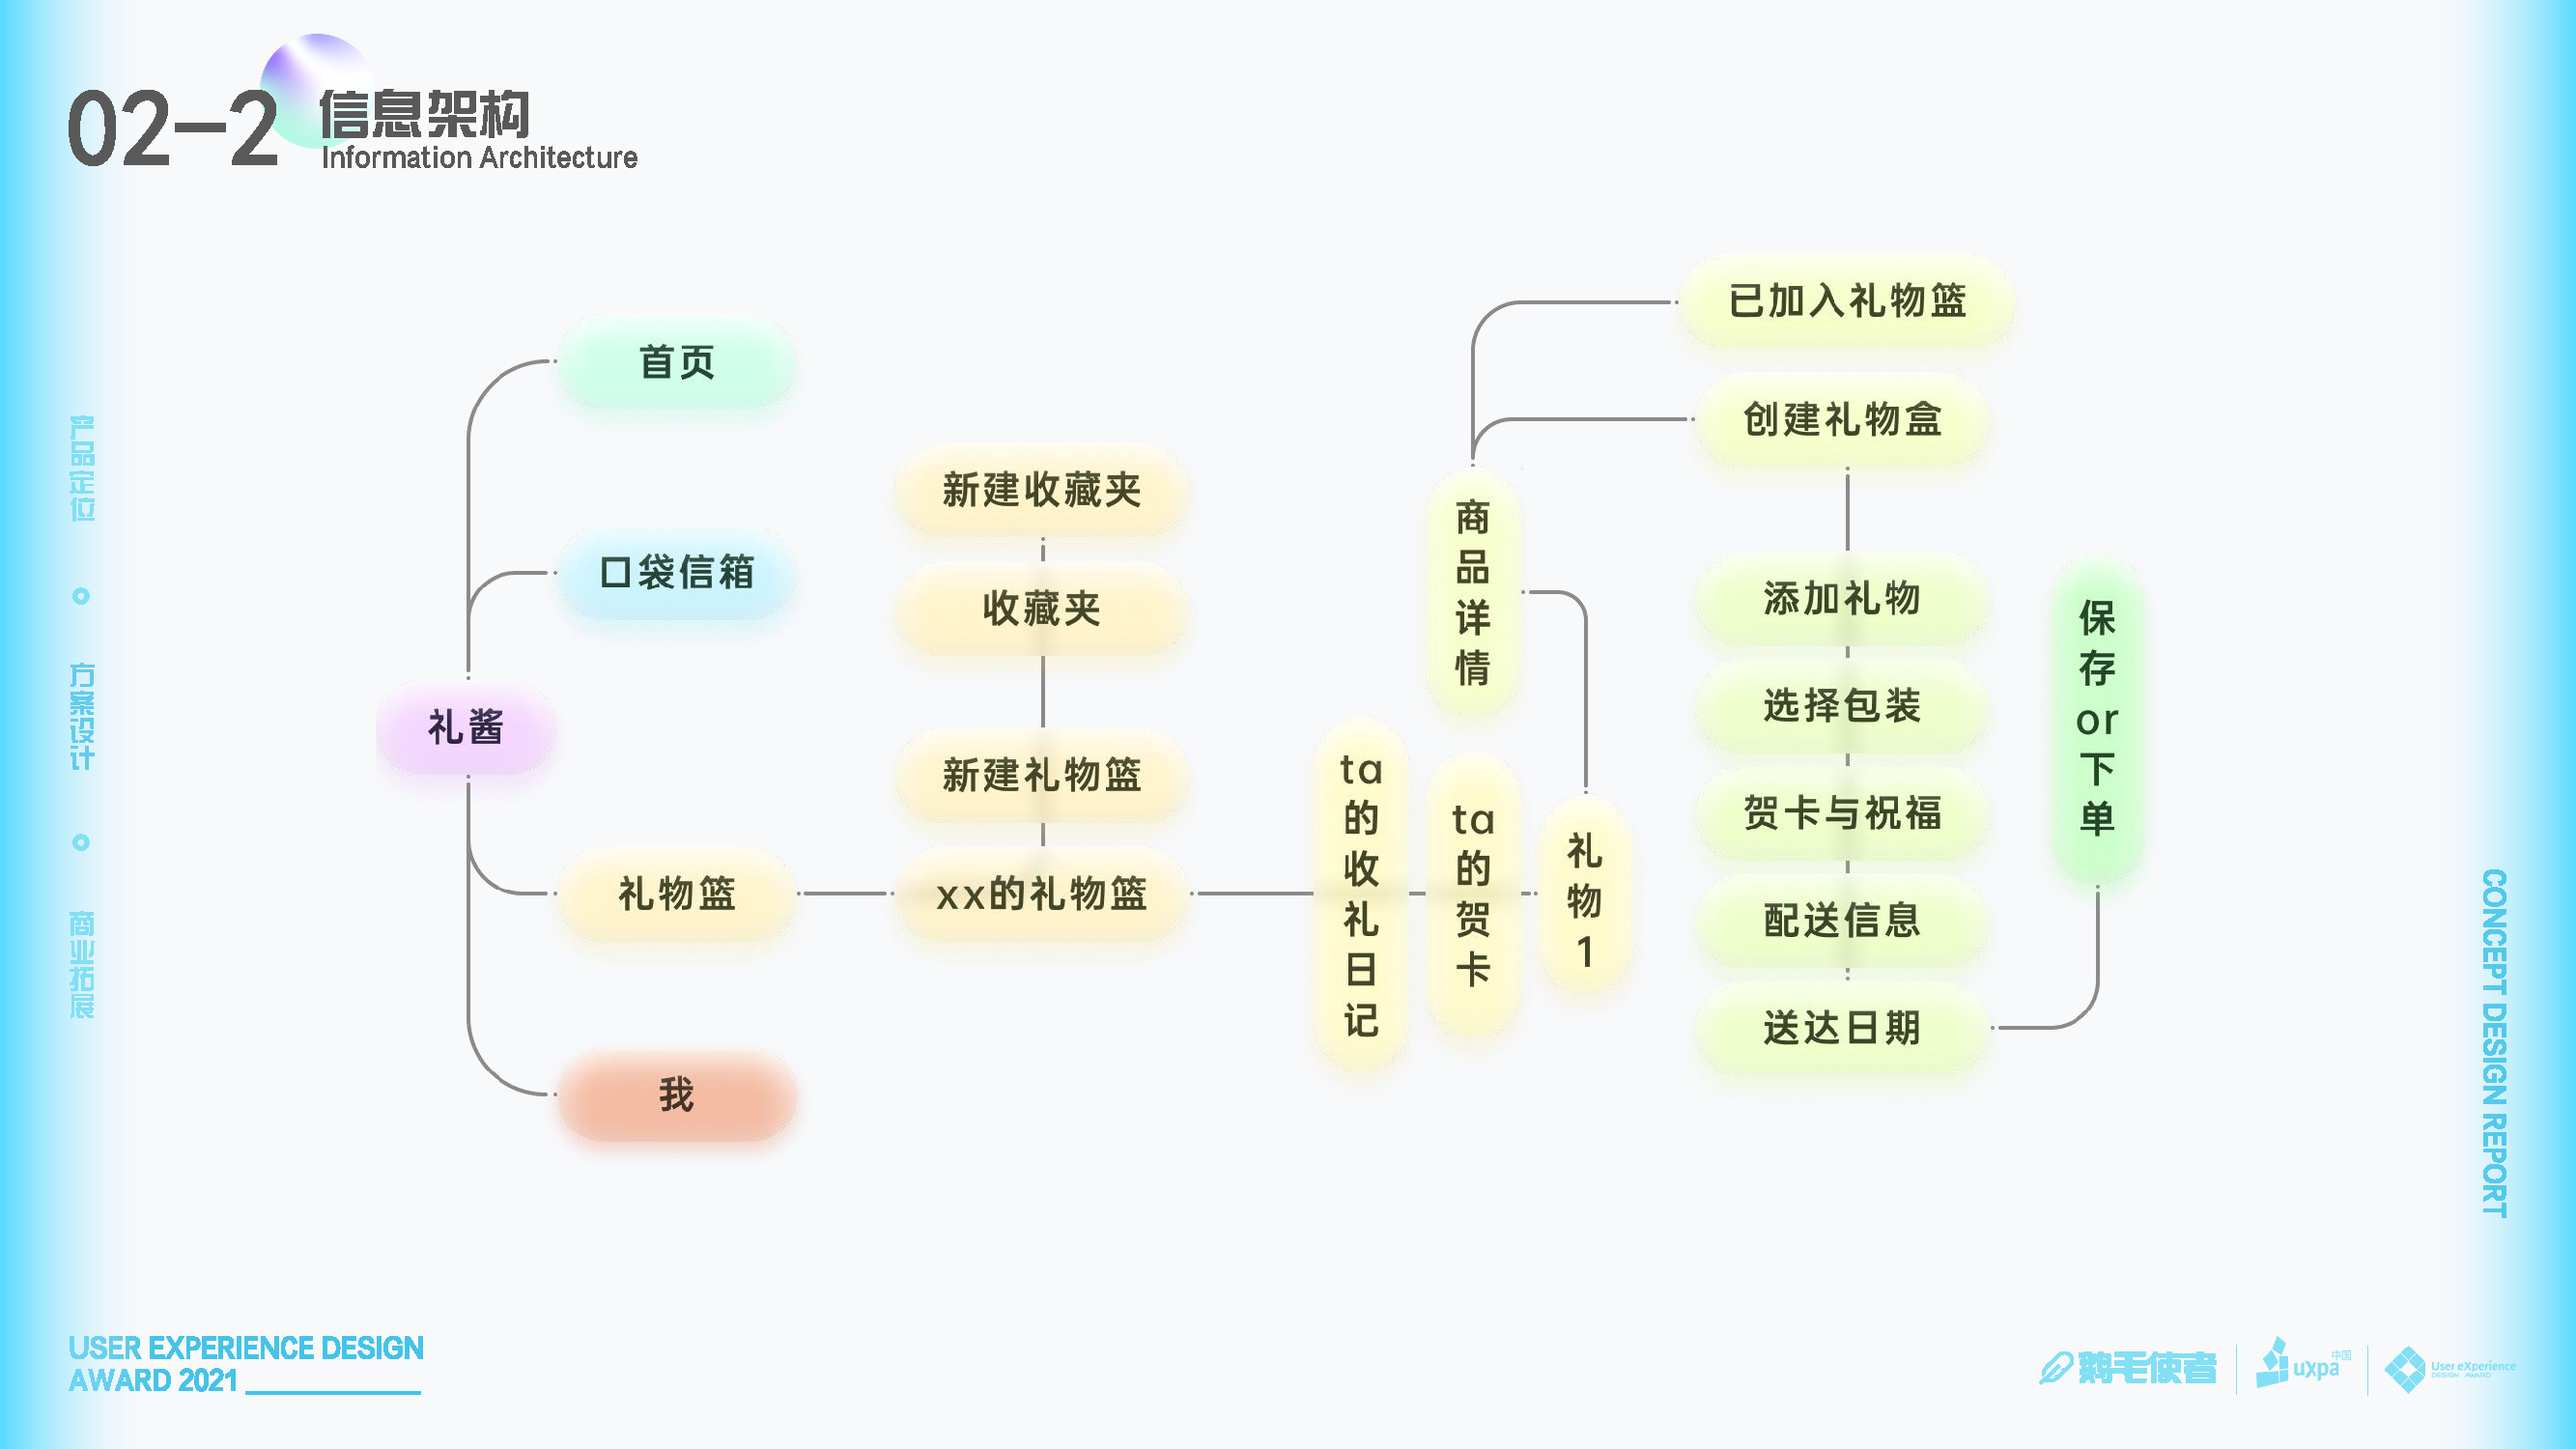 02-2
信息架构
Information Architecture
产品定位
方案设计
商业拓展
礼酱
首页
口袋信箱
礼物篮
我
新建收藏夹
收藏夹
新建礼物篮
xx的礼物篮
ta的收礼日记
ta的贺卡
礼物1
商品详情
已加入礼物篮
创建礼物盒
添加礼物
选择包装
贺卡与祝福
配送信息
送达日期
保存or下单
CONCEPT DESIGN REPORT
USER EXPERIENCE DESIGN
AWARD 2021
鹅毛使者
uxpa中国
User eXperience
DESIGN AWARD